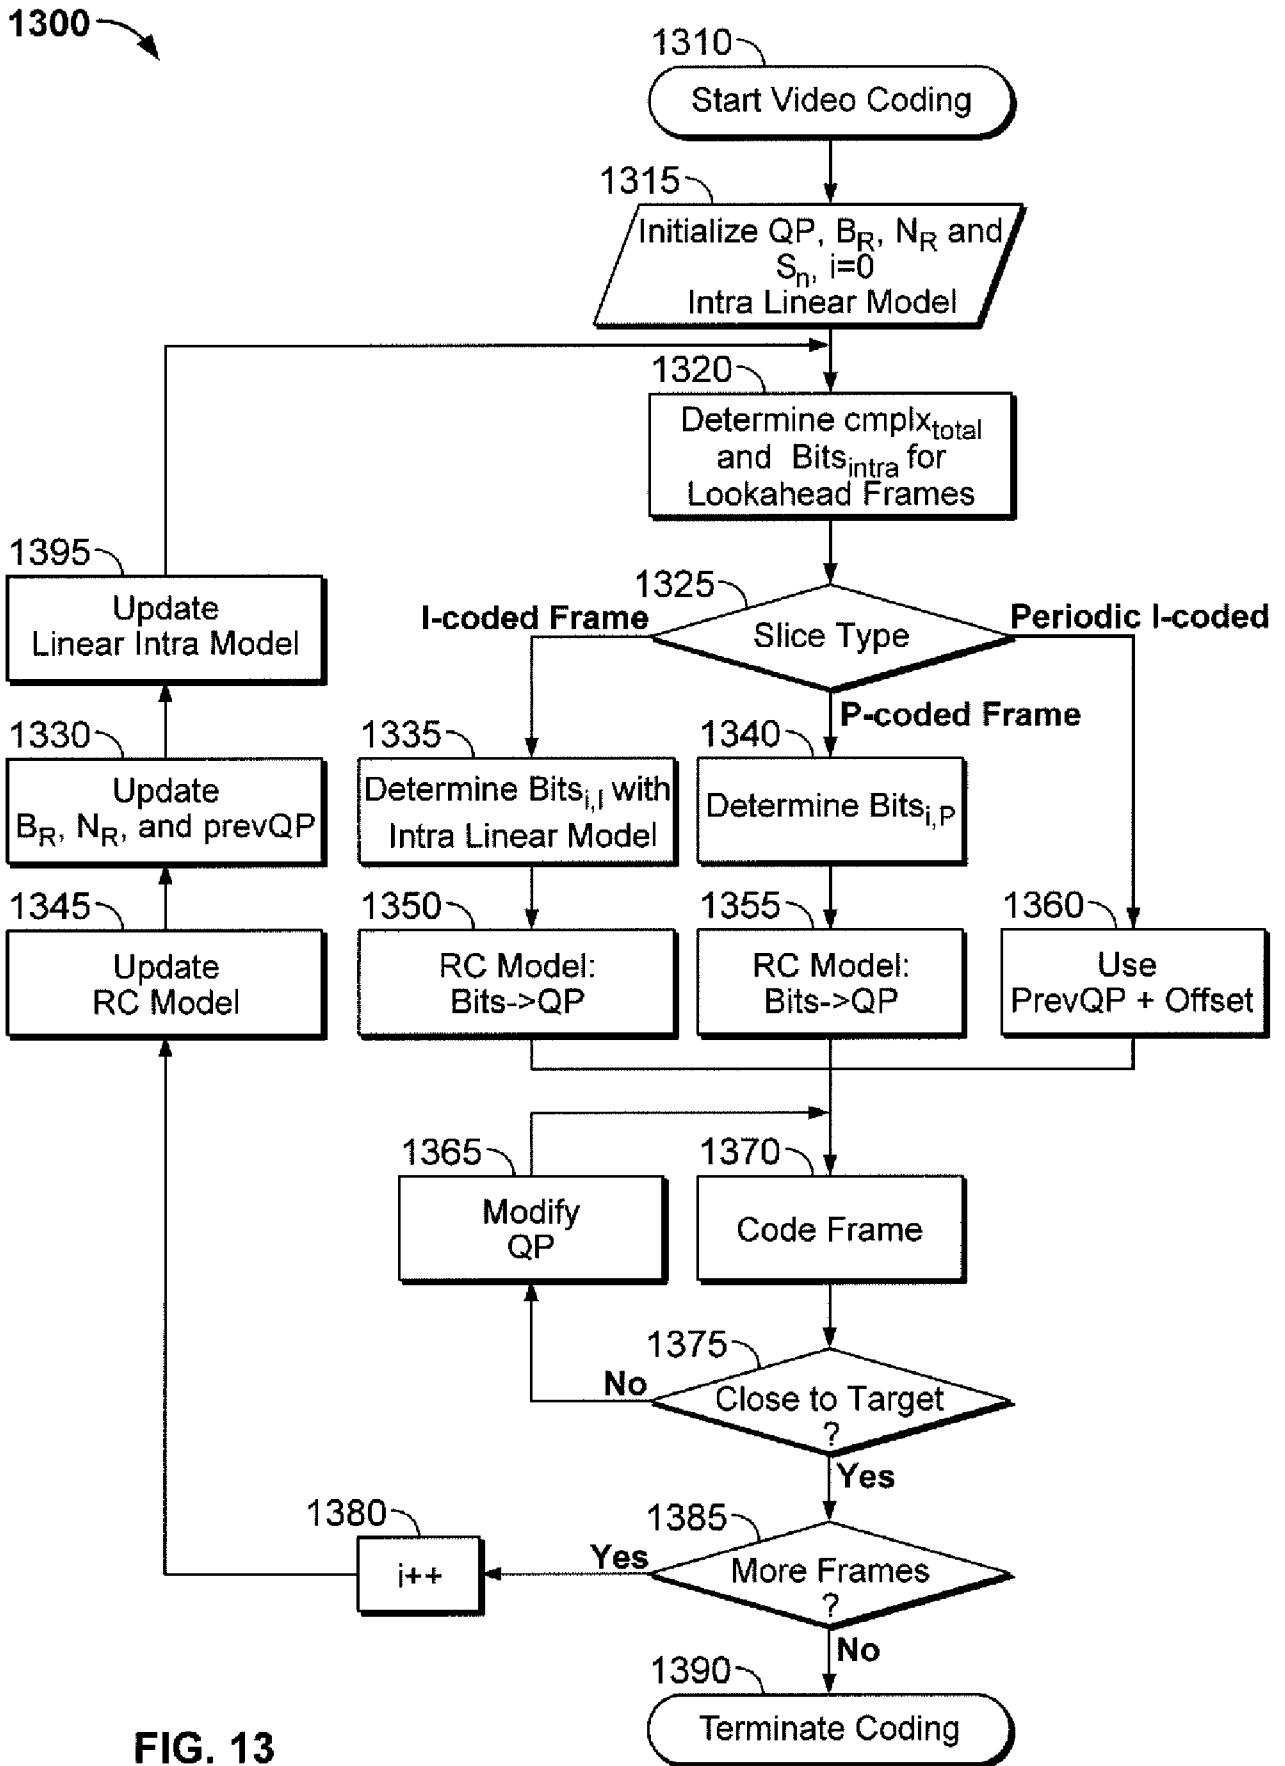 1300
1310
Start Video Coding
1315
Initialize QP, B_R, N_R and
S_n, i=0
Intra Linear Model
1320
Determine cmplx_total
and Bits_intra for
Lookahead Frames
1395
Update
Linear Intra Model
1325
Slice Type
I-coded Frame
Periodic I-coded
P-coded Frame
1330
Update
B_R, N_R, and prevQP
1335
Determine Bits_i,I with
Intra Linear Model
1340
Determine Bits_i,P
1345
Update
RC Model
1350
RC Model:
Bits->QP
1355
RC Model:
Bits->QP
1360
Use
PrevQP + Offset
1365
Modify
QP
1370
Code Frame
1375
Close to Target
?
No
Yes
1380
i++
1385
More Frames
?
Yes
No
1390
Terminate Coding
FIG. 13